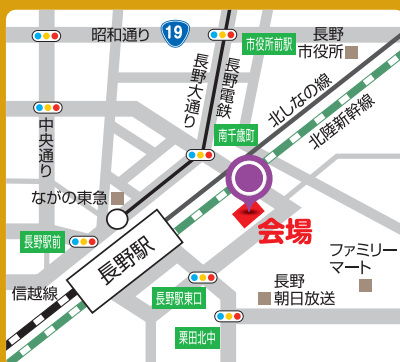 昭和通り
19
市役所前駅
長野
市役所
長野大通り
長野電鉄
北しなの線
北陸新幹線
中央通り
南千歳町
ながの東急
会場
長野駅前
長野駅
ファミリー
マート
信越線
長野駅東口
長野
朝日放送
栗田北中